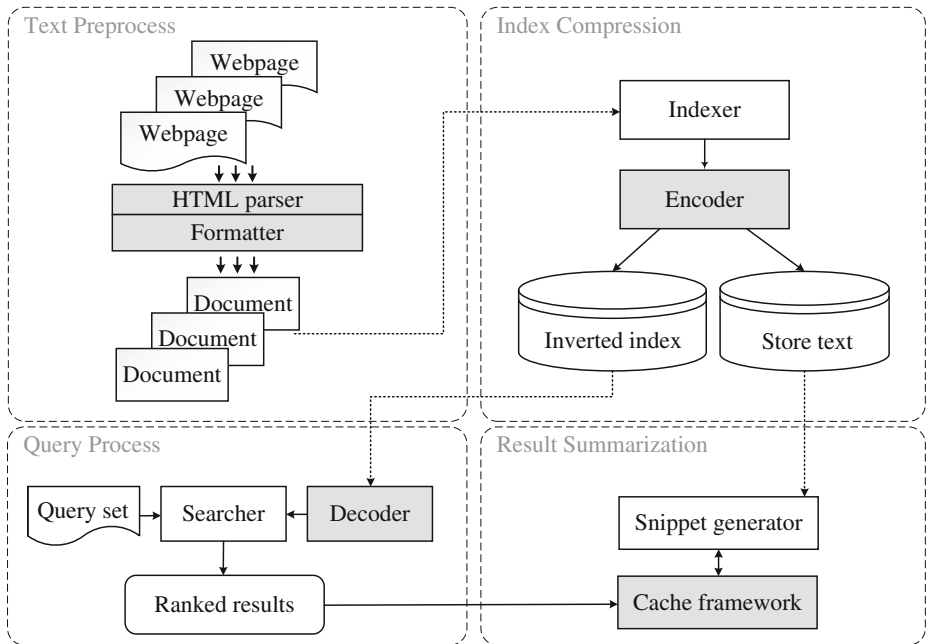 Text Preprocess
Webpage
Webpage
Webpage
HTML parser
Formatter
Document
Document
Document
Index Compression
Indexer
Encoder
Inverted index
Store text
Query Process
Query set
Searcher
Decoder
Ranked results
Result Summarization
Snippet generator
Cache framework